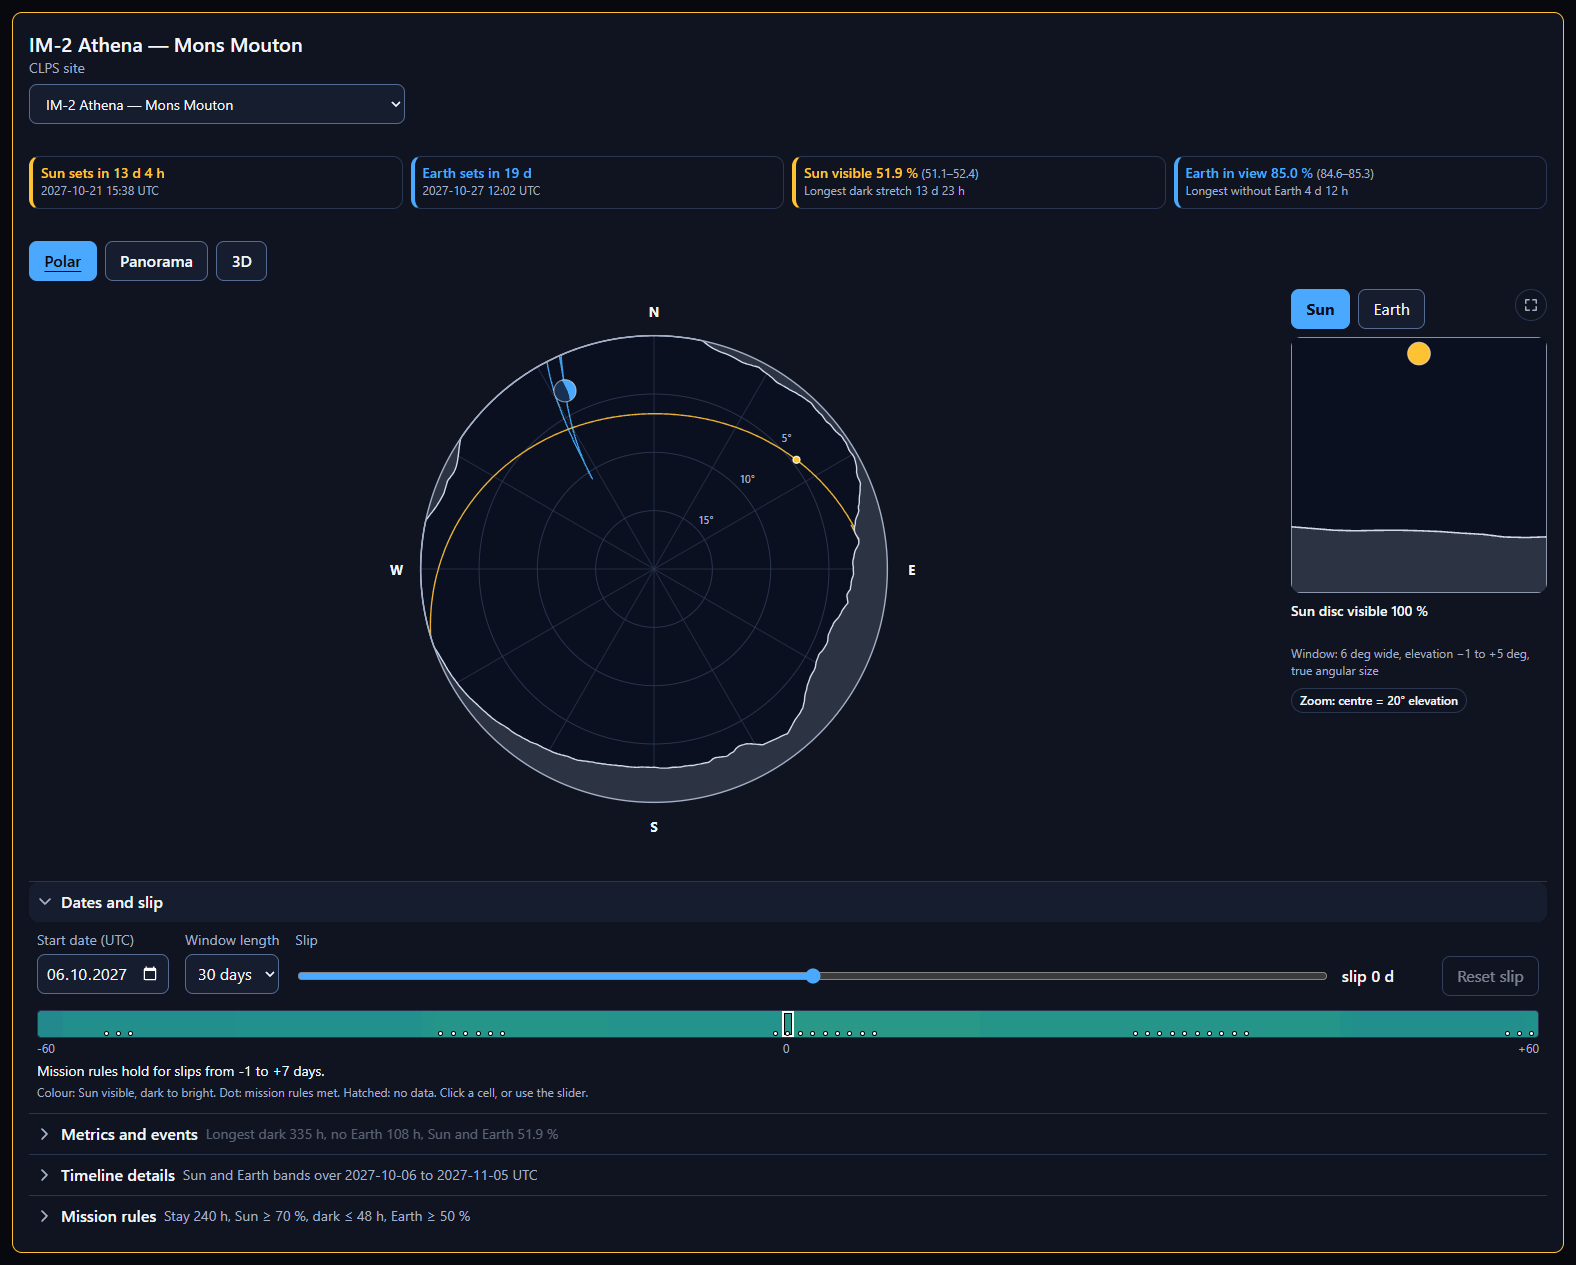 IM-2 Athena — Mons Mouton
CLPS site
IM-2 Athena — Mons Mouton
Sun sets in 13 d 4 h
2027-10-21 15:38 UTC
Earth sets in 19 d
2027-10-27 12:02 UTC
Sun visible 51.9 % (51.1–52.4)
Longest dark stretch 13 d 23 h
Earth in view 85.0 % (84.6–85.3)
Longest without Earth 4 d 12 h
Polar
Panorama
3D
Sun
Earth
N
5°
10°
15°
W
E
S
Sun disc visible 100 %
Window: 6 deg wide, elevation −1 to +5 deg,
true angular size
Zoom: centre = 20° elevation
Dates and slip
Start date (UTC)
Window length
Slip
06.10.2027
30 days
slip 0 d
Reset slip
-60
0
+60
Mission rules hold for slips from -1 to +7 days.
Colour: Sun visible, dark to bright. Dot: mission rules met. Hatched: no data. Click a cell, or use the slider.
Metrics and events Longest dark 335 h, no Earth 108 h, Sun and Earth 51.9 %
Timeline details Sun and Earth bands over 2027-10-06 to 2027-11-05 UTC
Mission rules Stay 240 h, Sun ≥ 70 %, dark ≤ 48 h, Earth ≥ 50 %